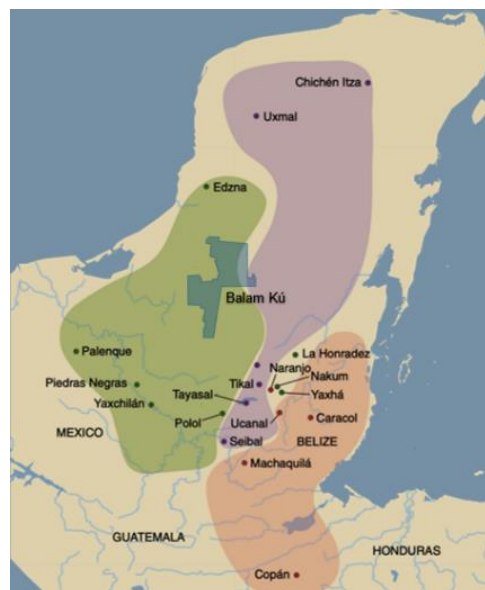 Chichén Itza
Uxmal
Edzna
Balam Kú
La Honradez
Palenque
Naranjo
Nakum
Piedras Negras
Tikal
Tayasal
Yaxhá
Yaxchilán
Polol
Ucanal
Caracol
MEXICO
Seibal
BELIZE
Machaquilá
GUATEMALA
HONDURAS
Copán